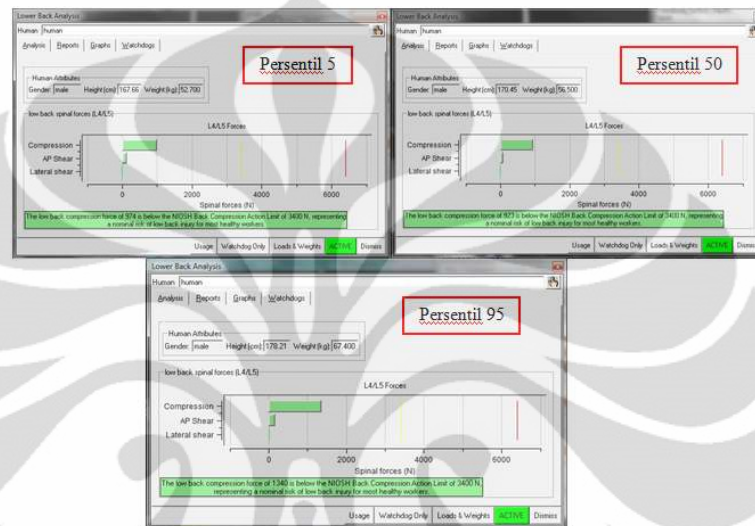 Lower Back Analysis
Human human
Analysis Reports Graphs Watchdogs
Persentil 5
Human Attributes
Gender: male Height(cm): 167.66 Weight(kg): 52.700
low back spinal forces (L4/L5)
L4/L5 Forces
Compression
AP Shear
Lateral shear
0 2000 4000 6000
Spinal forces (N)
The low back compression force of 974 is below the NIOSH Back Compression Action Limit of 3400 N, representing
a nominal risk of low back injury for most healthy workers.
Usage Watchdog Only Loads & Weights ACTIVE Dismiss
Lower Back Analysis
Human human
Analysis Reports Graphs Watchdogs
Persentil 50
Human Attributes
Gender: male Height(cm): 170.45 Weight(kg): 56.500
low back spinal forces (L4/L5)
L4/L5 Forces
Compression
AP Shear
Lateral shear
0 2000 4000 6000
Spinal forces (N)
The low back compression force of 923 is below the NIOSH Back Compression Action Limit of 3400 N, representing
a nominal risk of low back injury for most healthy workers.
Usage Watchdog Only Loads & Weights ACTIVE Dismiss
Lower Back Analysis
Human human
Analysis Reports Graphs Watchdogs
Persentil 95
Human Attributes
Gender: male Height(cm): 178.21 Weight(kg): 67.400
low back spinal forces (L4/L5)
L4/L5 Forces
Compression
AP Shear
Lateral shear
0 2000 4000 6000
Spinal forces (N)
The low back compression force of 1340 is below the NIOSH Back Compression Action Limit of 3400 N,
representing a nominal risk of low back injury for most healthy workers.
Usage Watchdog Only Loads & Weights ACTIVE Dismiss